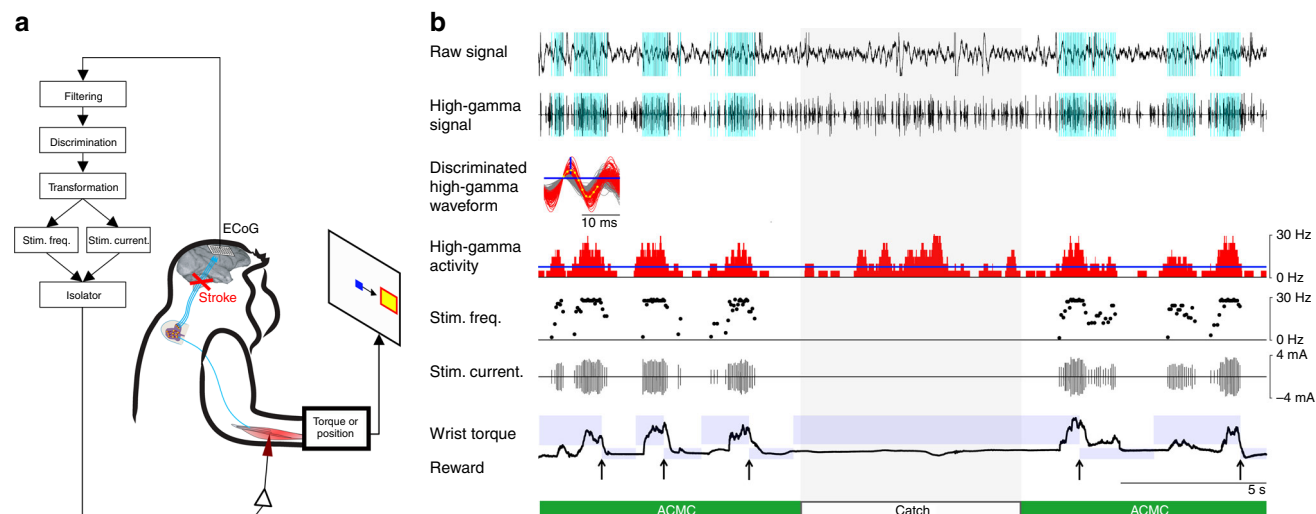 a
Filtering
Discrimination
Transformation
Stim. freq.
Stim. current.
Isolator
ECoG
Stroke
Torque or
position
b
Raw signal
High-gamma
signal
Discriminated
high-gamma
waveform
10 ms
High-gamma
activity
30 Hz
0 Hz
Stim. freq.
30 Hz
0 Hz
Stim. current.
4 mA
–4 mA
Wrist torque
Reward
5 s
ACMC
Catch
ACMC